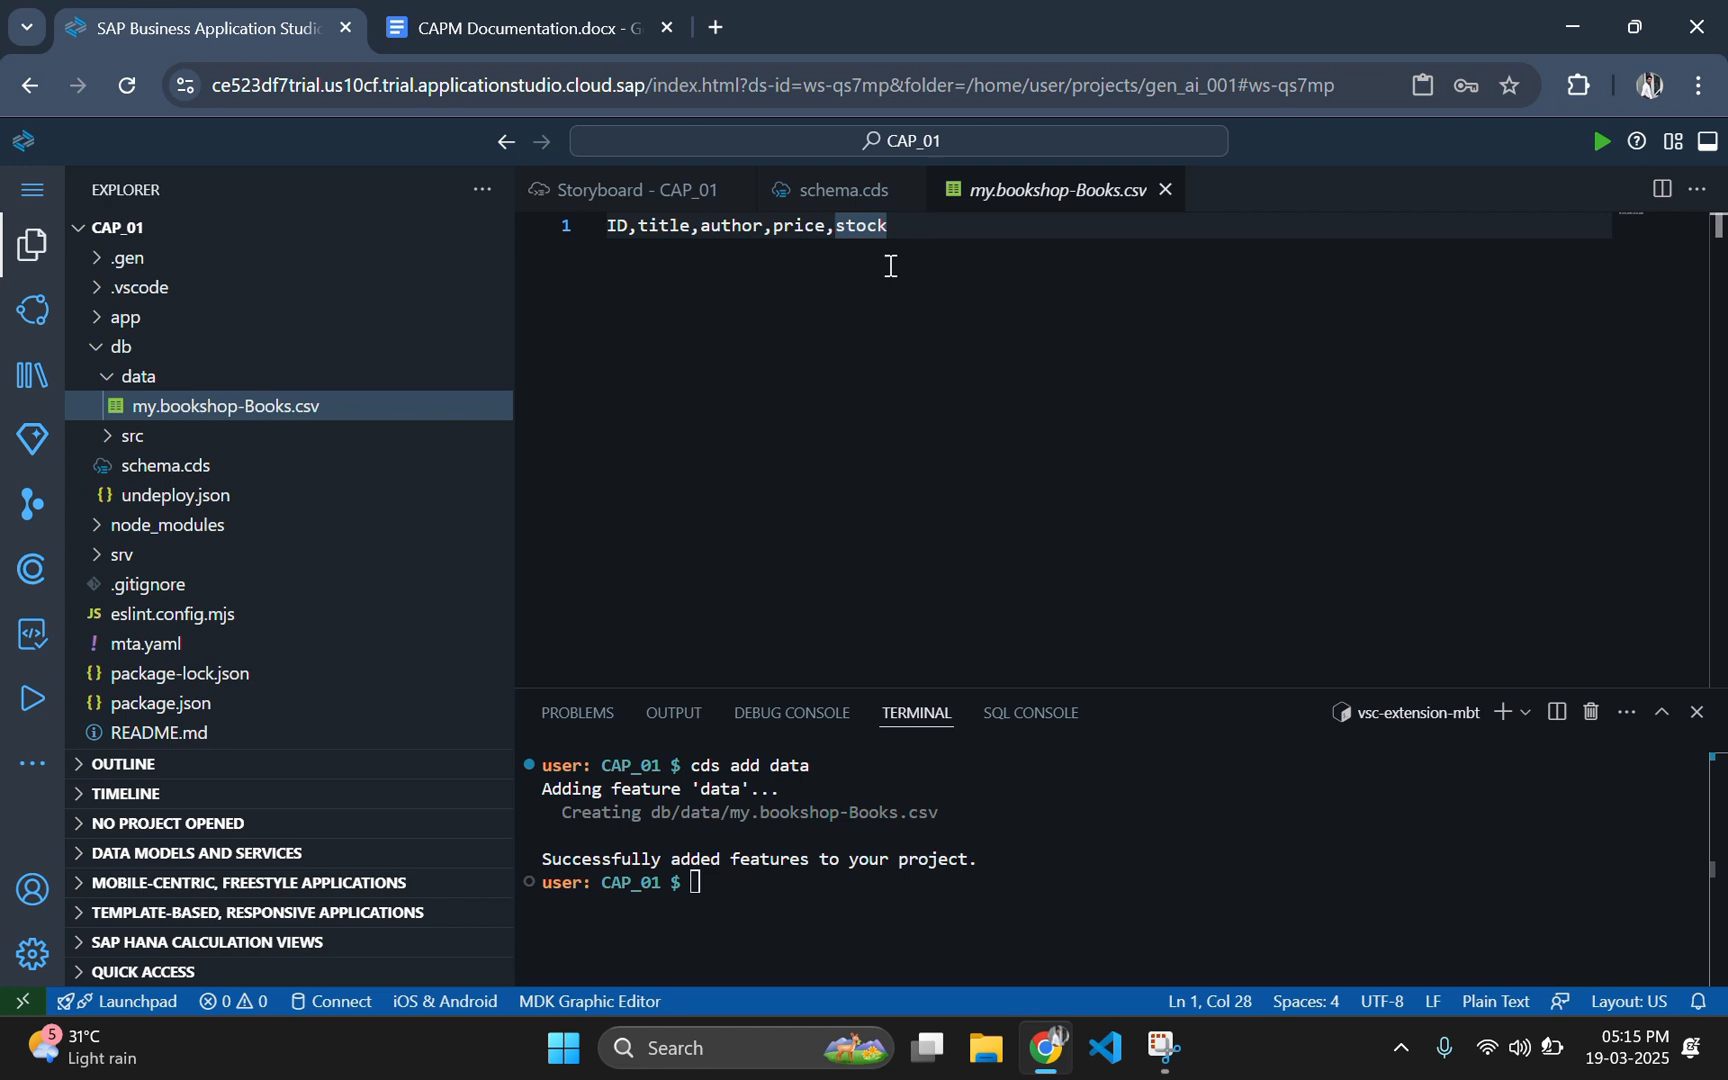 SAP Business Application Studio
CAPM Documentation.docx - G
ce523df7trial.us10cf.trial.applicationstudio.cloud.sap/index.html?ds-id=ws-qs7mp&folder=/home/user/projects/gen_ai_001#ws-qs7mp
CAP_01
EXPLORER
Storyboard - CAP_01
schema.cds
my.bookshop-Books.csv
CAP_01
.gen
.vscode
app
db
data
my.bookshop-Books.csv
src
schema.cds
{} undeploy.json
node_modules
srv
.gitignore
JS eslint.config.mjs
! mta.yaml
{} package-lock.json
{} package.json
README.md
OUTLINE
TIMELINE
NO PROJECT OPENED
DATA MODELS AND SERVICES
MOBILE-CENTRIC, FREESTYLE APPLICATIONS
TEMPLATE-BASED, RESPONSIVE APPLICATIONS
SAP HANA CALCULATION VIEWS
QUICK ACCESS
1 ID,title,author,price,stock
PROBLEMS OUTPUT DEBUG CONSOLE TERMINAL SQL CONSOLE
vsc-extension-mbt
user: CAP_01 $ cds add data
Adding feature 'data'...
Creating db/data/my.bookshop-Books.csv
Successfully added features to your project.
user: CAP_01 $
Launchpad 0 0 Connect iOS & Android MDK Graphic Editor
Ln 1, Col 28 Spaces: 4 UTF-8 LF Plain Text Layout: US
5
31°C
Light rain
Search
05:15 PM
19-03-2025